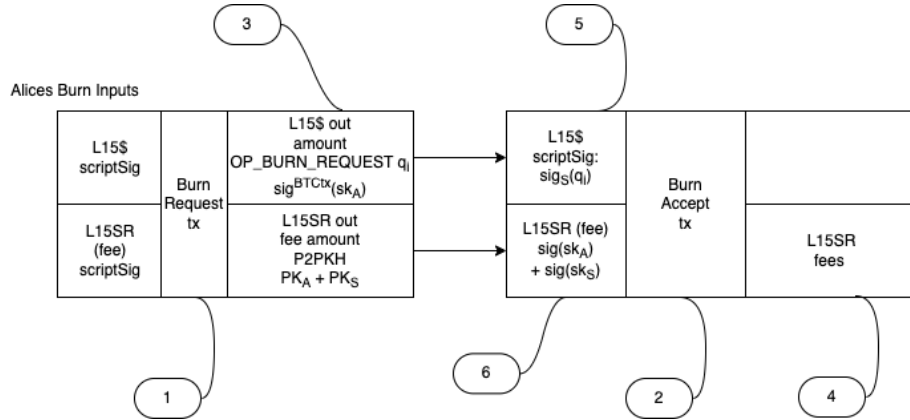 3
5
Alices Burn Inputs
L15$
scriptSig
L15SR
(fee)
scriptSig
Burn
Request
tx
L15$ out
amount
OP_BURN_REQUEST qi
sig^BTCtx(skA)
L15SR out
fee amount
P2PKH
PKA + PKS
L15$
scriptSig:
sigS(qi)
L15SR (fee)
sig(skA)
+ sig(skS)
Burn
Accept
tx
L15SR
fees
1
6
2
4